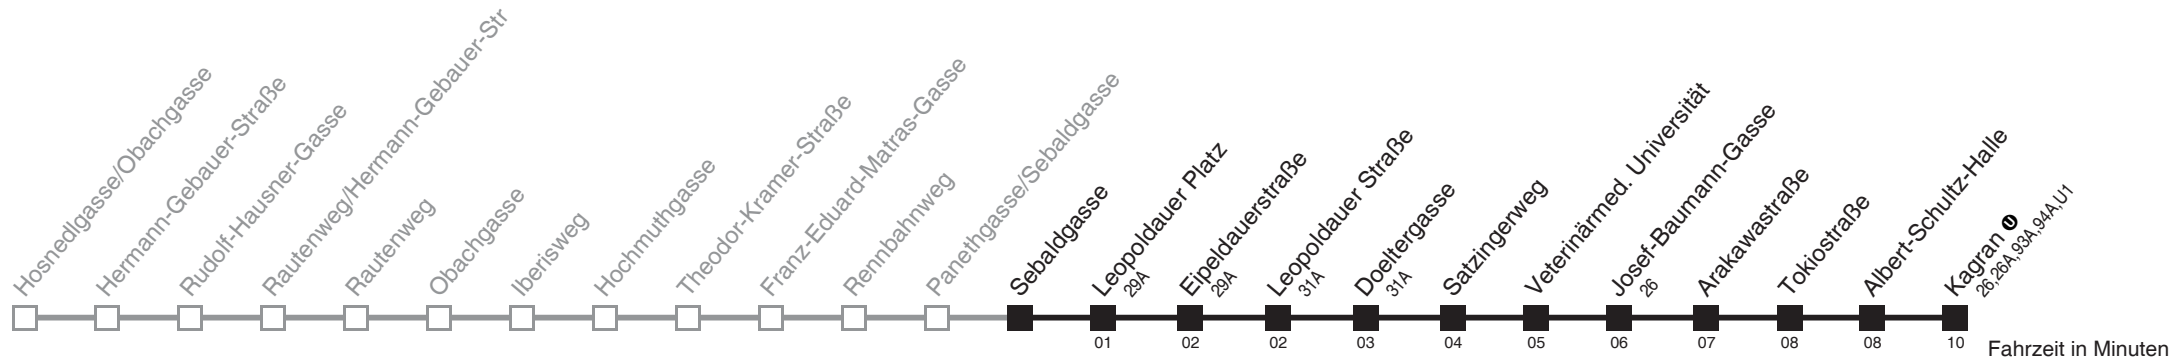 Hosnedlgasse/Obachgasse
Hermann-Gebauer-Straße
Rudolf-Hausner-Gasse
Rautenweg/Hermann-Gebauer-Str
Rautenweg
Obachgasse
Iberisweg
Hochmuthgasse
Theodor-Kramer-Straße
Franz-Eduard-Matras-Gasse
Rennbahnweg
Panethgasse/Sebaldgasse
Sebaldgasse
Leopoldauer Platz
29A
Eipeldauerstraße
29A
Leopoldauer Straße
31A
Doeltergasse
31A
Satzingerweg
Veterinärmed. Universität
Josef-Baumann-Gasse
26
Arakawastraße
Tokiostraße
Albert-Schultz-Halle
Kagran U
26,26A,93A,94A,U1
01 02 02 03 04 05 06 07 08 08 10
Fahrzeit in Minuten